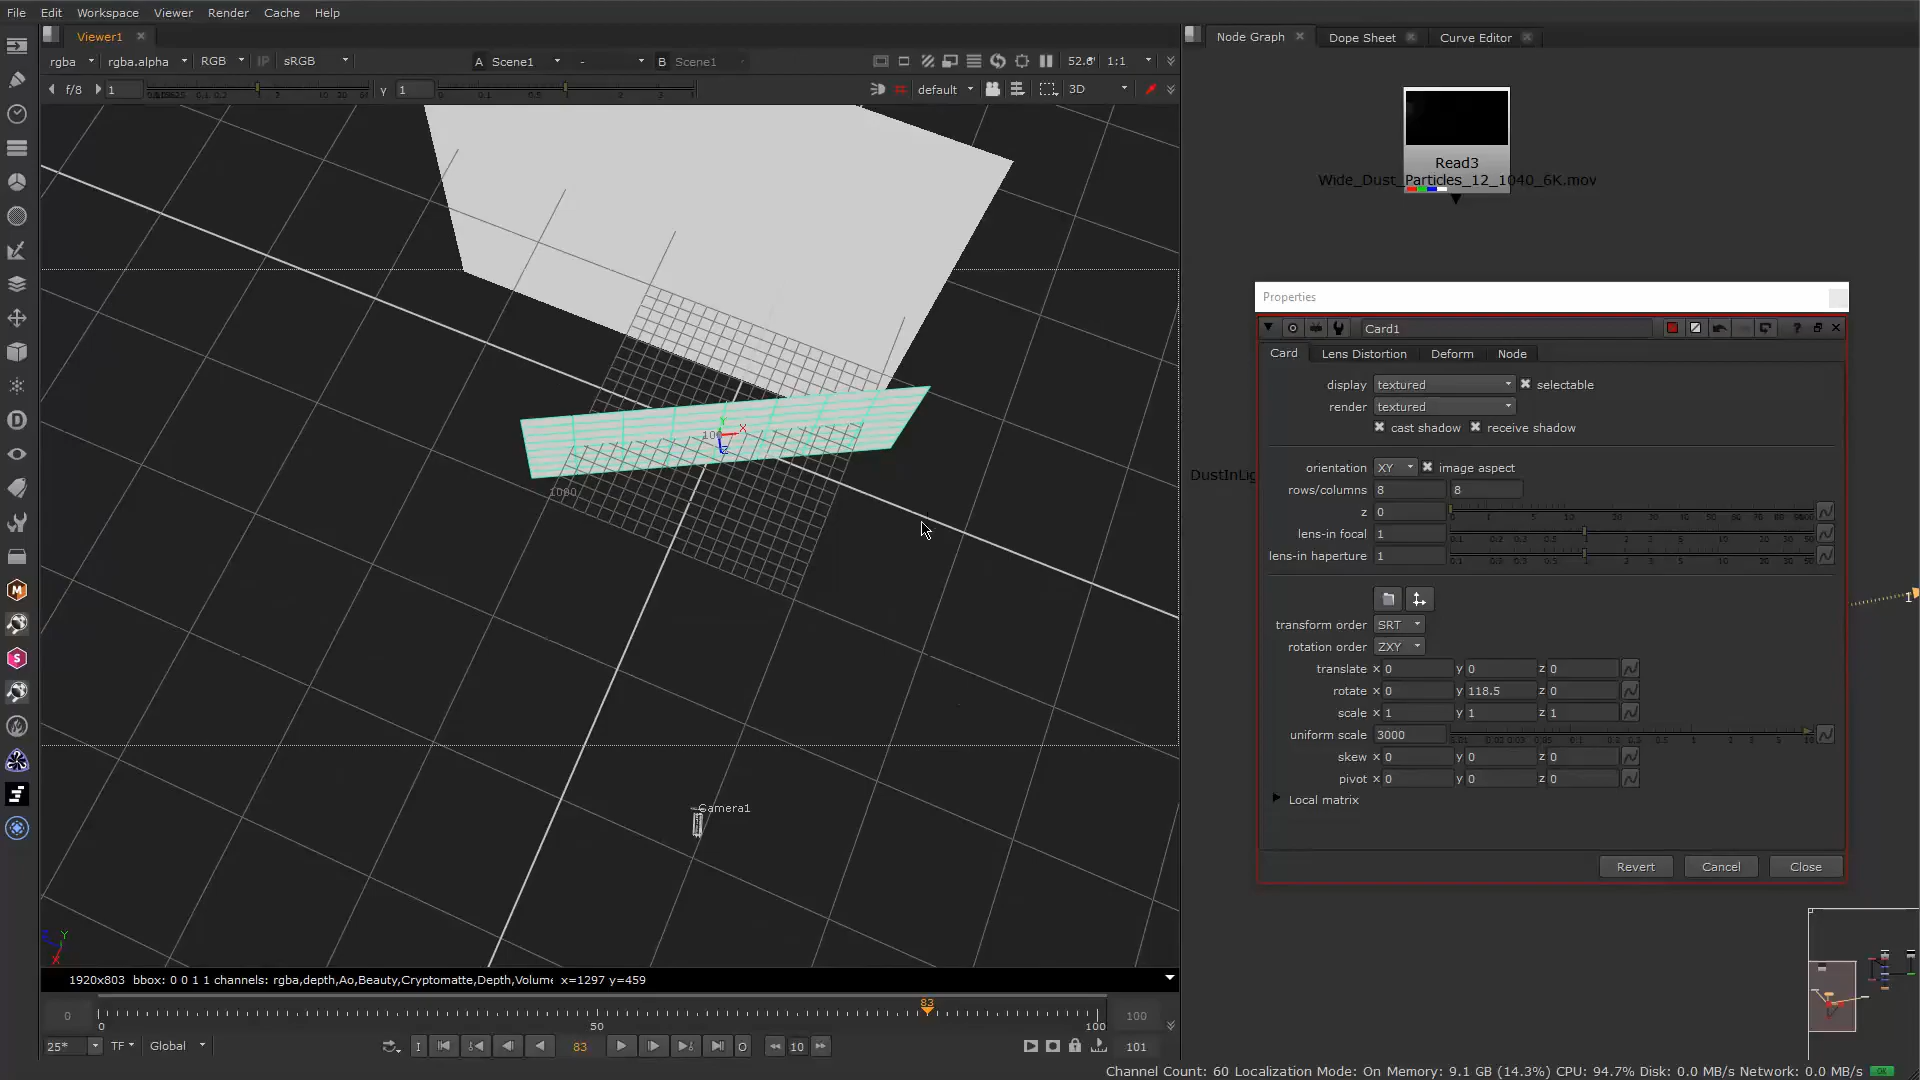 File Edit Workspace Viewer Render Cache Help
Viewer1
Node Graph Dope Sheet Curve Editor
rgba rgba.alpha RGB IP sRGB A Scene1 - B Scene1 1:1
f/8 1 y 1 default 3D
Read3
Wide_Dust_Particles_12_1040_6K.mov
Properties
Card1
Card Lens Distortion Deform Node
display textured selectable
render textured
cast shadow receive shadow
orientation XY image aspect
rows/columns 8 8
z 0
lens-in focal 1
lens-in haperture 1
transform order SRT
rotation order ZXY
translate x 0 y 0 z 0
rotate x 0 y 118.5 z 0
scale x 1 y 1 z 1
uniform scale 3000
skew x 0 y 0 z 0
pivot x 0 y 0 z 0
Local matrix
Revert Cancel Close
DustInLig
1
100
X
1000
Camera1
Z Y
X
1920x803 bbox: 0 0 1 1 channels: rgba,depth,Ao,Beauty,Cryptomatte,Depth,Volume x=1297 y=459
0 0 50 83 100 100
25* TF Global I 83 O 10 101
Channel Count: 60 Localization Mode: On Memory: 9.1 GB (14.3%) CPU: 94.7% Disk: 0.0 MB/s Network: 0.0 MB/s